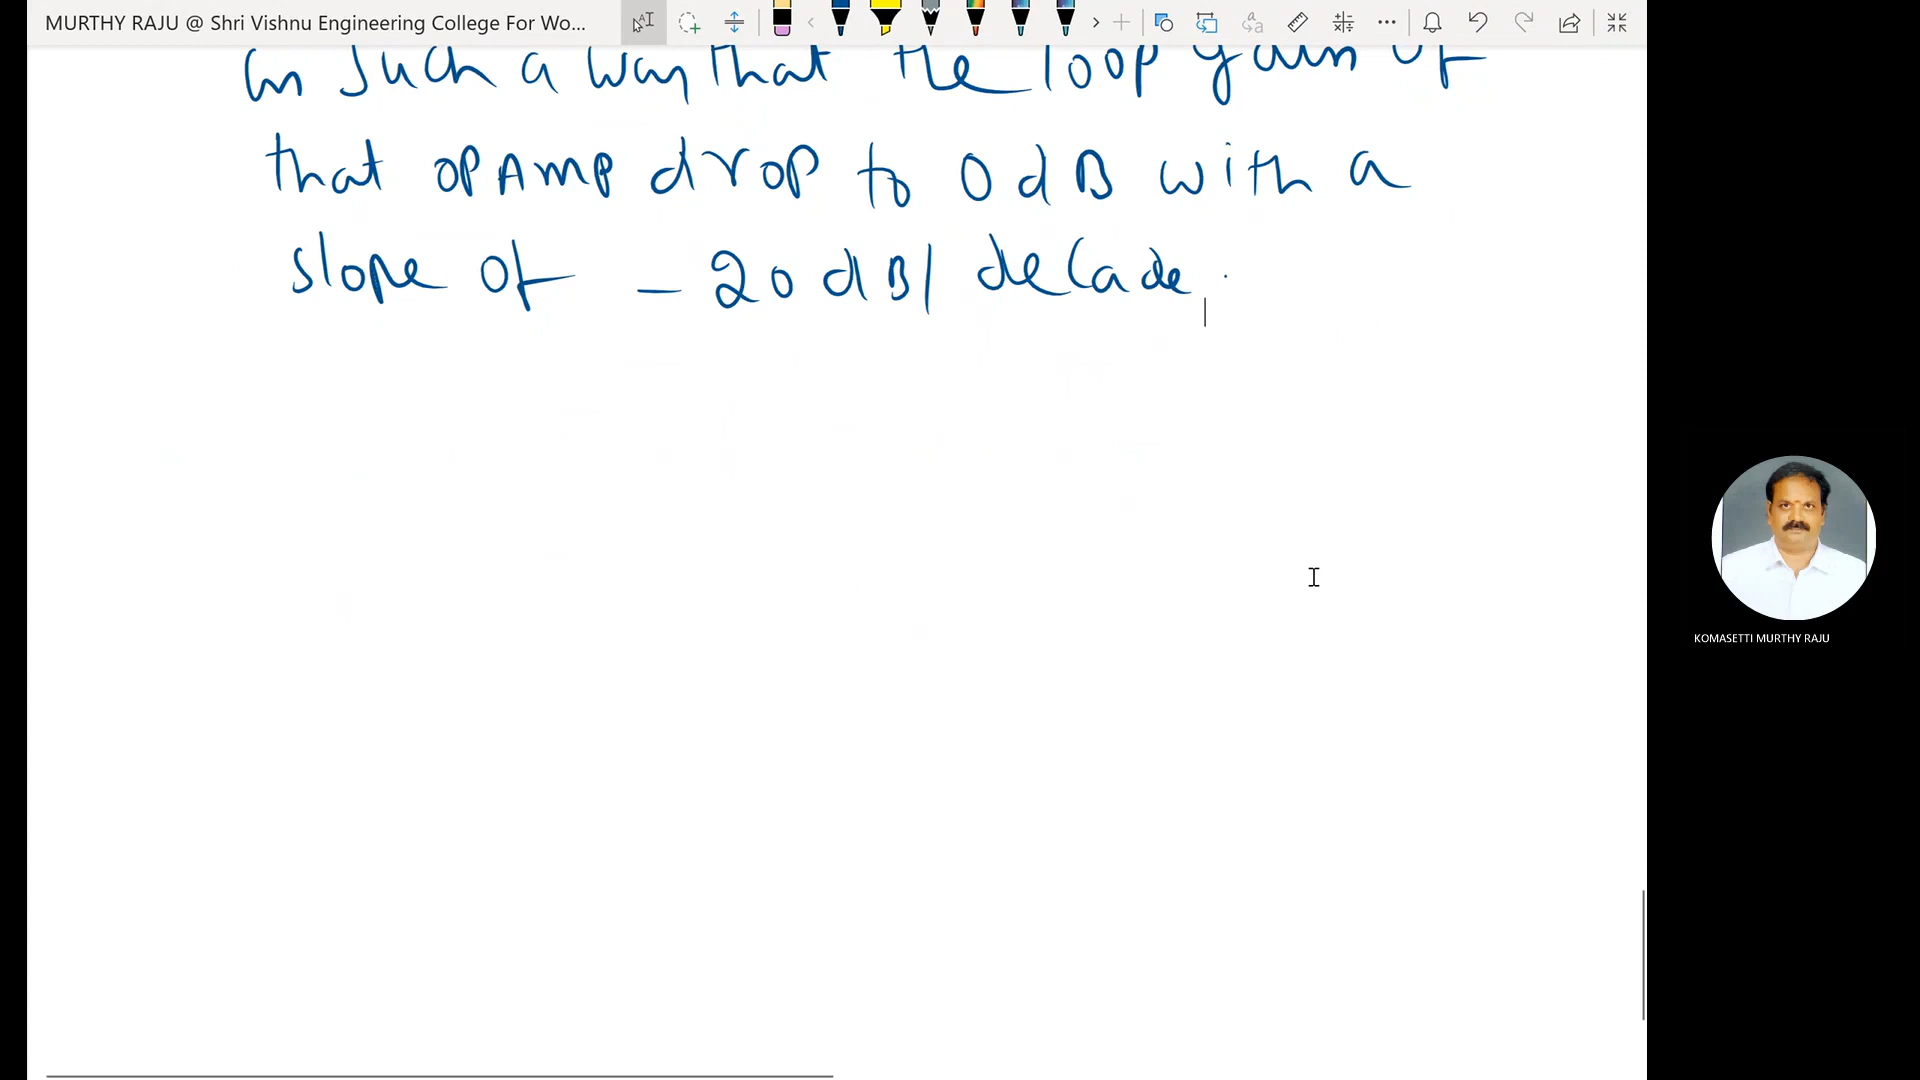 MURTHY RAJU @ Shri Vishnu Engineering College For Wo...
in such a way that the loop gain of
that OPAMP drop to 0 dB with a
slope of - 20 dB/ decade.
KOMASETTI MURTHY RAJU